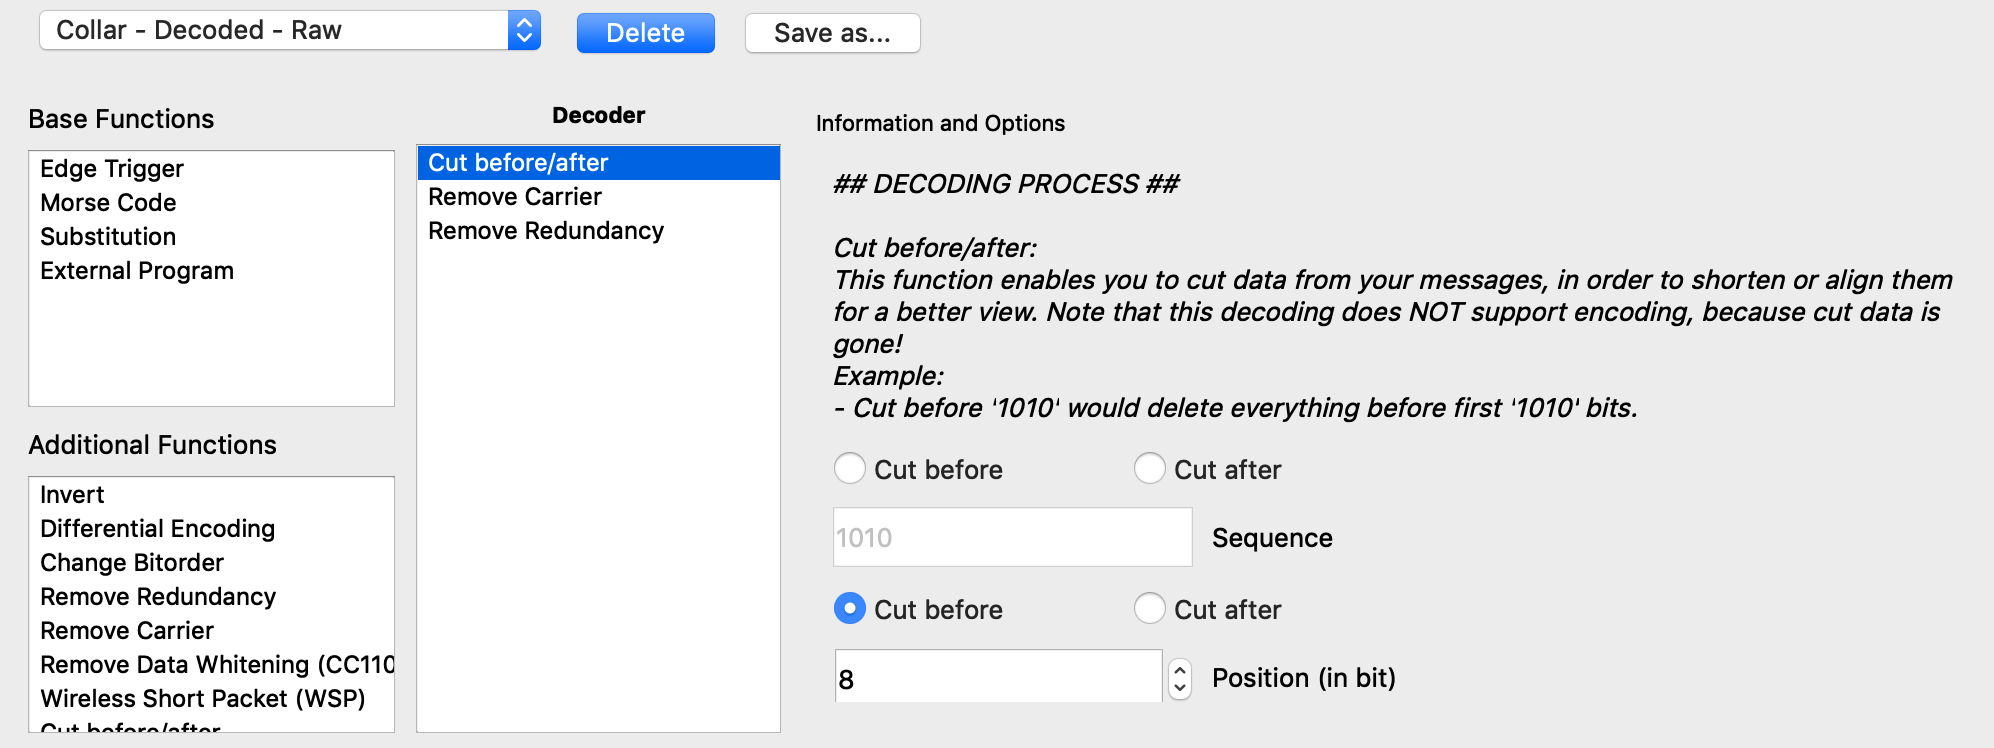 Collar - Decoded - Raw
Delete
Save as...
Base Functions
Edge Trigger
Morse Code
Substitution
External Program
Additional Functions
Invert
Differential Encoding
Change Bitorder
Remove Redundancy
Remove Carrier
Remove Data Whitening (CC110
Wireless Short Packet (WSP)
Cut before/after
Decoder
Cut before/after
Remove Carrier
Remove Redundancy
Information and Options
## DECODING PROCESS ##
Cut before/after:
This function enables you to cut data from your messages, in order to shorten or align them
for a better view. Note that this decoding does NOT support encoding, because cut data is
gone!
Example:
- Cut before '1010' would delete everything before first '1010' bits.
Cut before
Cut after
1010
Sequence
Cut before
Cut after
8
Position (in bit)